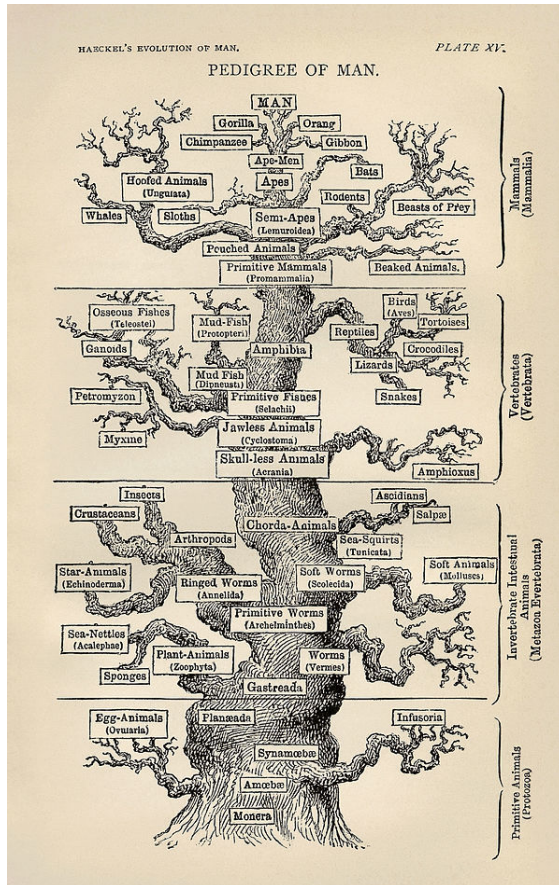 HAECKEL'S EVOLUTION OF MAN.
PLATE XV.
PEDIGREE OF MAN.
MAN
Gorilla
Orang
Chimpanzee
Gibbon
Ape-Men
Bats
Apes
Hoofed Animals
(Ungulata)
Rodents
Whales
Sloths
Semi-Apes
(Lemuroidea)
Beasts of Prey
Pouched Animals
Primitive Mammals
(Promammalia)
Beaked Animals.
Mammals
(Mammalia)
Osseous Fishes
(Teleostei)
Mud-Fish
(Protopteri)
Birds
(Aves)
Tortoises
Reptiles
Ganoids
Amphibia
Crocodiles
Lizards
Mud Fish
(Dipneusti)
Petromyzon
Primitive Fishes
(Selachii)
Snakes
Jawless Animals
(Cyclostoma)
Myxine
Skull-less Animals
(Acrania)
Amphioxus
Vertebrates
(Vertebrata)
Insects
Ascidians
Crustaceans
Salpæ
Chorda-Animals
Arthropods
Sea-Squirts
(Tunicata)
Star-Animals
(Echinoderma)
Ringed Worms
(Annelida)
Soft Worms
(Scolecida)
Soft Animals
(Molluscs)
Primitive Worms
(Archelminthes)
Sea-Nettles
(Acalephae)
Plant-Animals
(Zoophyta)
Worms
(Vermes)
Sponges
Gastreada
Invertebrate Intestinal
Animals
(Metazoa Evertebrata)
Egg-Animals
(Ovularia)
Planæada
Infusoria
Synamœbæ
Amœbæ
Monera
Primitive Animals
(Protozoa)